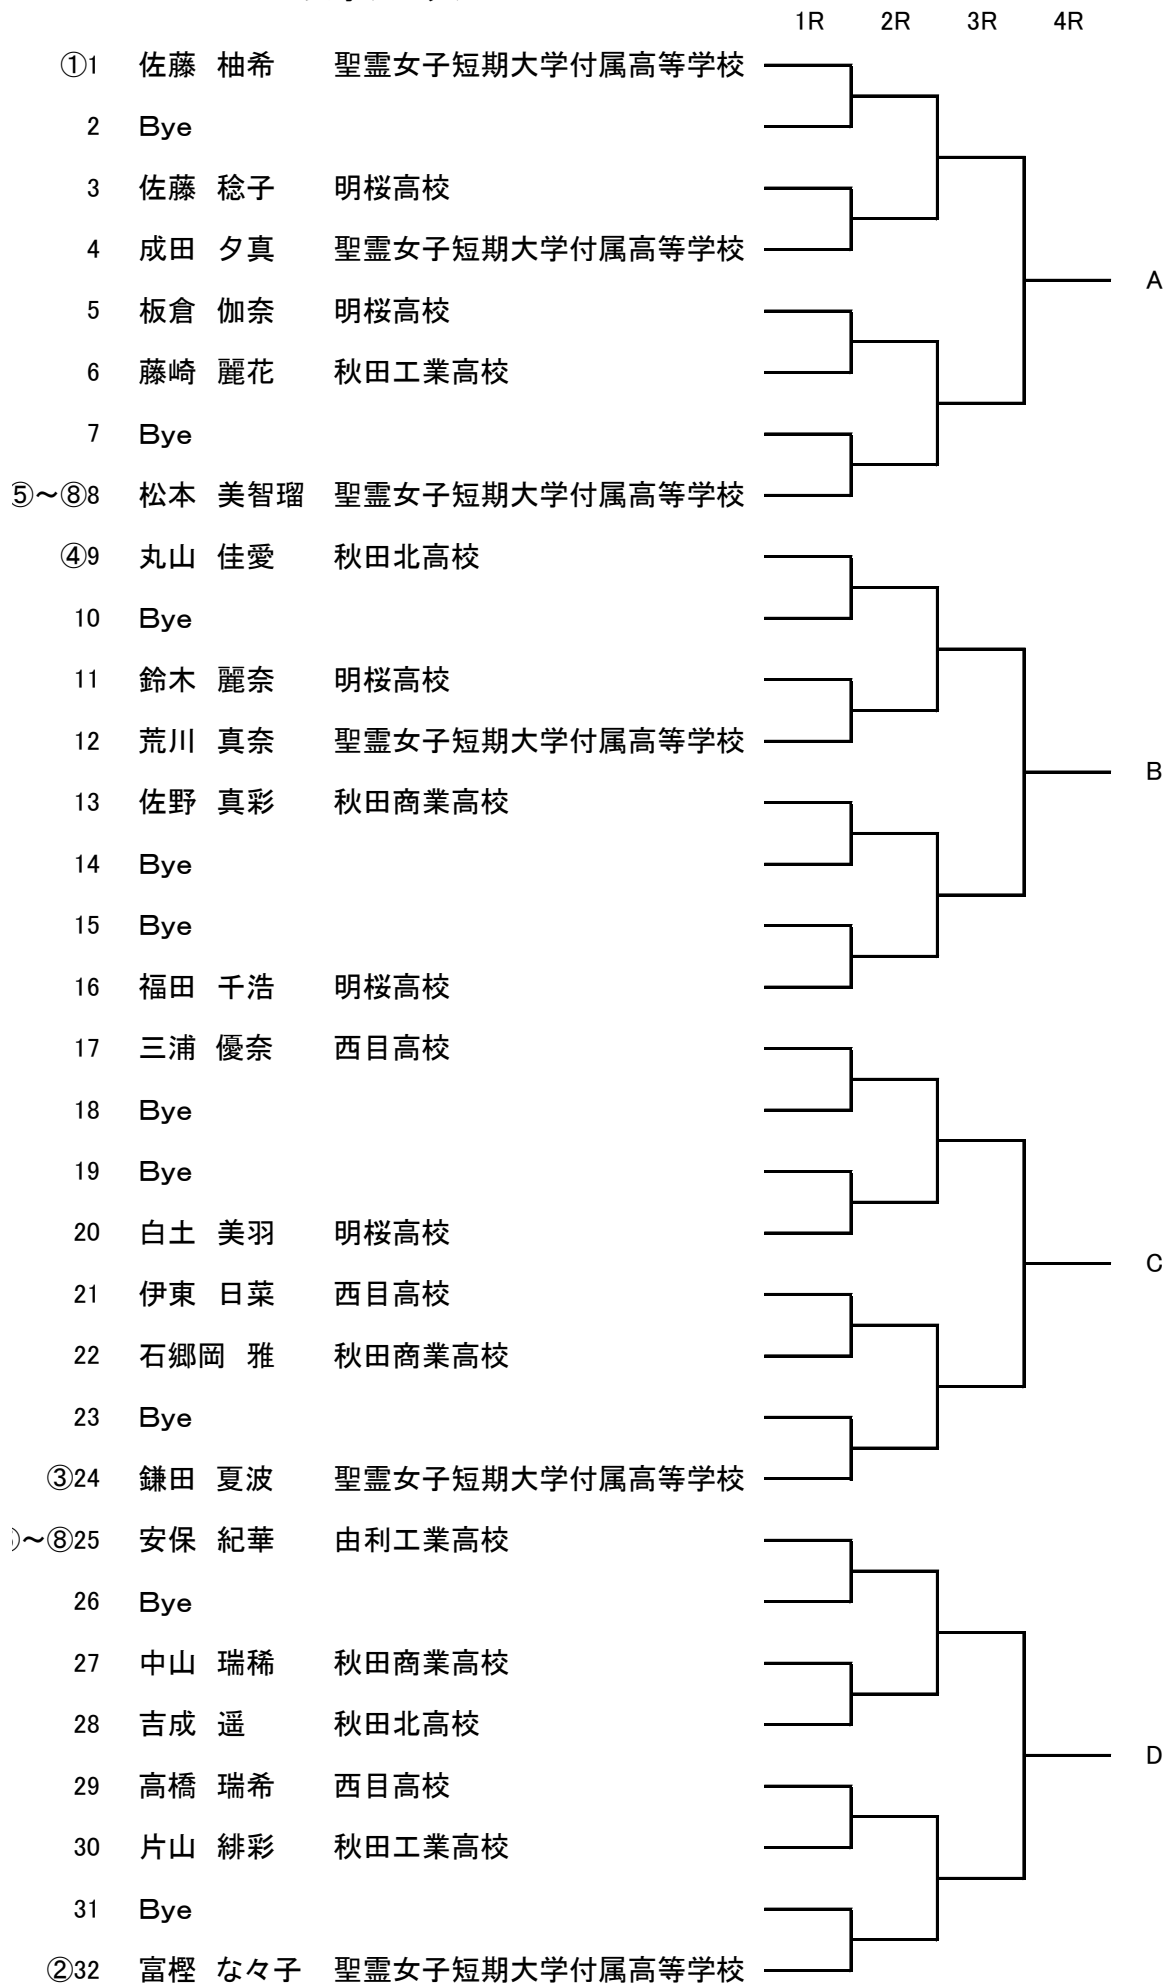 1R 2R 3R 4R
①1 佐藤 柚希 聖霊女子短期大学付属高等学校
2 Bye
3 佐藤 稔子 明桜高校
4 成田 夕真 聖霊女子短期大学付属高等学校
A
5 板倉 伽奈 明桜高校
6 藤崎 麗花 秋田工業高校
7 Bye
⑤～⑧8 松本 美智瑠 聖霊女子短期大学付属高等学校
④9 丸山 佳愛 秋田北高校
10 Bye
11 鈴木 麗奈 明桜高校
12 荒川 真奈 聖霊女子短期大学付属高等学校
B
13 佐野 真彩 秋田商業高校
14 Bye
15 Bye
16 福田 千浩 明桜高校
17 三浦 優奈 西目高校
18 Bye
19 Bye
20 白土 美羽 明桜高校
C
21 伊東 日菜 西目高校
22 石郷岡 雅 秋田商業高校
23 Bye
③24 鎌田 夏波 聖霊女子短期大学付属高等学校
～⑧25 安保 紀華 由利工業高校
26 Bye
27 中山 瑞稀 秋田商業高校
28 吉成 遥 秋田北高校
D
29 高橋 瑞希 西目高校
30 片山 緋彩 秋田工業高校
31 Bye
②32 富樫 な々子 聖霊女子短期大学付属高等学校